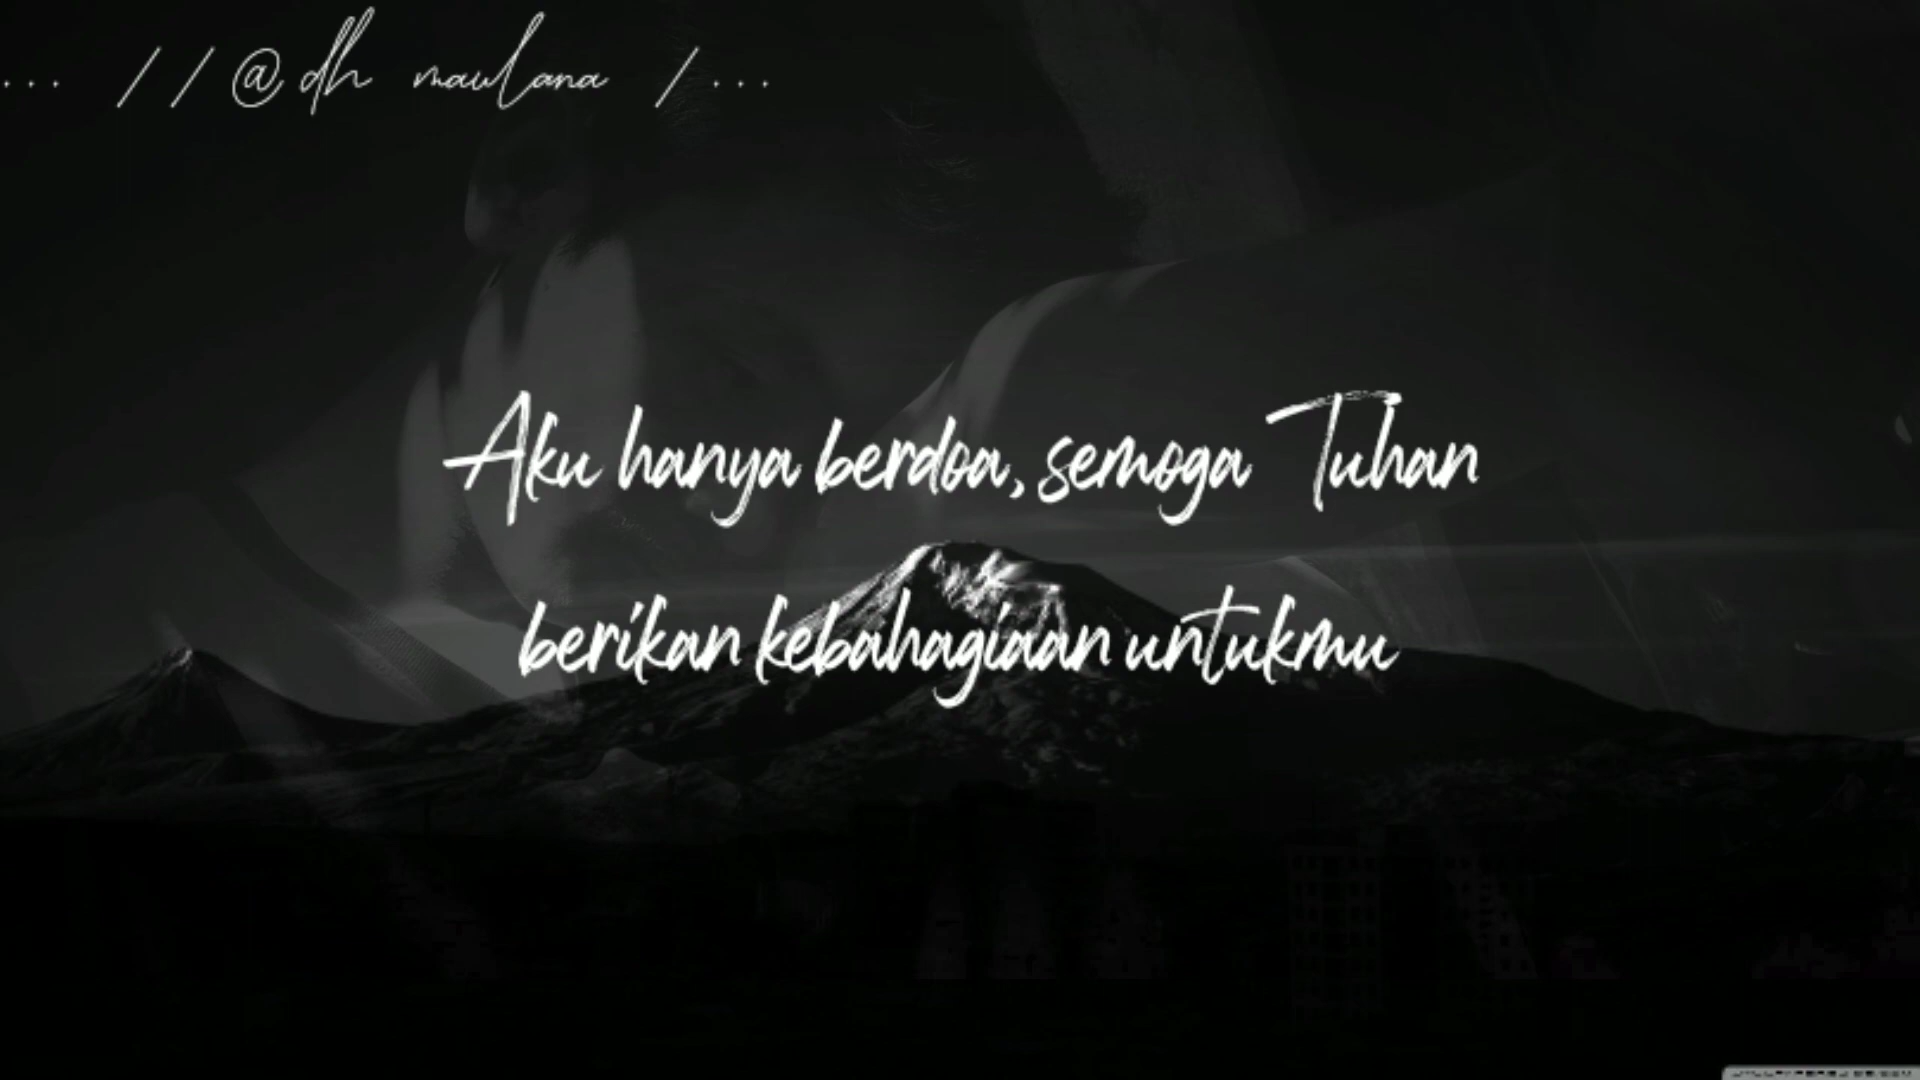 ... //@dh maulana /...
Aku hanya berdoa, semoga Tuhan
berikan kebahagiaan untukmu